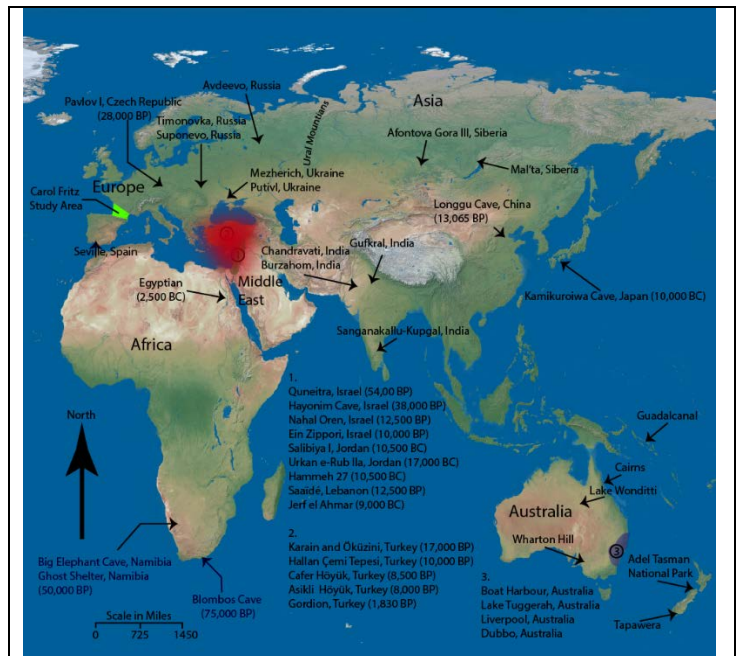 Avdeevo, Russia
Asia
Pavlov I, Czech Republic
(28,000 BP)
Timonovka, Russia
Suponevo, Russia
Ural Mountians
Afontova Gora III, Siberia
Mal'ta, Siberia
Mezherich, Ukraine
Putivl, Ukraine
Europe
Carol Fritz
Study Area
Longgu Cave, China
(13,065 BP)
Gufkral, India
Chandravati, India
Burzahom, India
Seville, Spain
2
1
Egyptian
(2,500 BC)
Middle
East
Kamikuroiwa Cave, Japan (10,000 BC)
Sanganakallu-Kupgal, India
Africa
1.
Quneitra, Israel (54,00 BP)
Hayonim Cave, Israel (38,000 BP)
Nahal Oren, Israel (12,500 BP)
Ein Zippori, Israel (10,000 BP)
Salibiya I, Jordan (10,500 BC)
Urkan e-Rub IIa, Jordan (17,000 BC)
Hammeh 27 (10,500 BC)
Saaïdé, Lebanon (12,500 BP)
Jerf el Ahmar (9,000 BC)
North
Guadalcanal
Cairns
Lake Wonditti
Australia
Wharton Hill
3
Adel Tasman
National Park
Tapawera
Big Elephant Cave, Namibia
Ghost Shelter, Namibia
(50,000 BP)
Blombos Cave
(75,000 BP)
2.
Karain and Öküzini, Turkey (17,000 BP)
Hallan Çemi Tepesi, Turkey (10,000 BP)
Cafer Höyük, Turkey (8,500 BP)
Asikli Höyük, Turkey (8,000 BP)
Gordion, Turkey (1,830 BP)
3.
Boat Harbour, Australia
Lake Tuggerah, Australia
Liverpool, Australia
Dubbo, Australia
Scale in Miles
0 725 1450